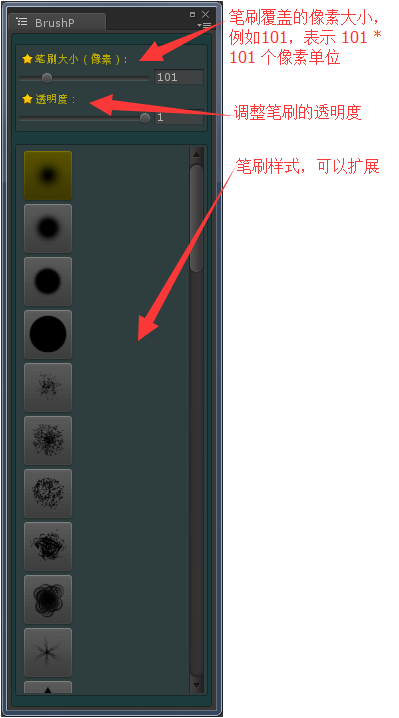 BrushP
笔刷覆盖的像素大小，
例如101，表示 101 *
101 个像素单位
笔刷大小（像素）：
101
透明度：
1
调整笔刷的透明度
笔刷样式，可以扩展